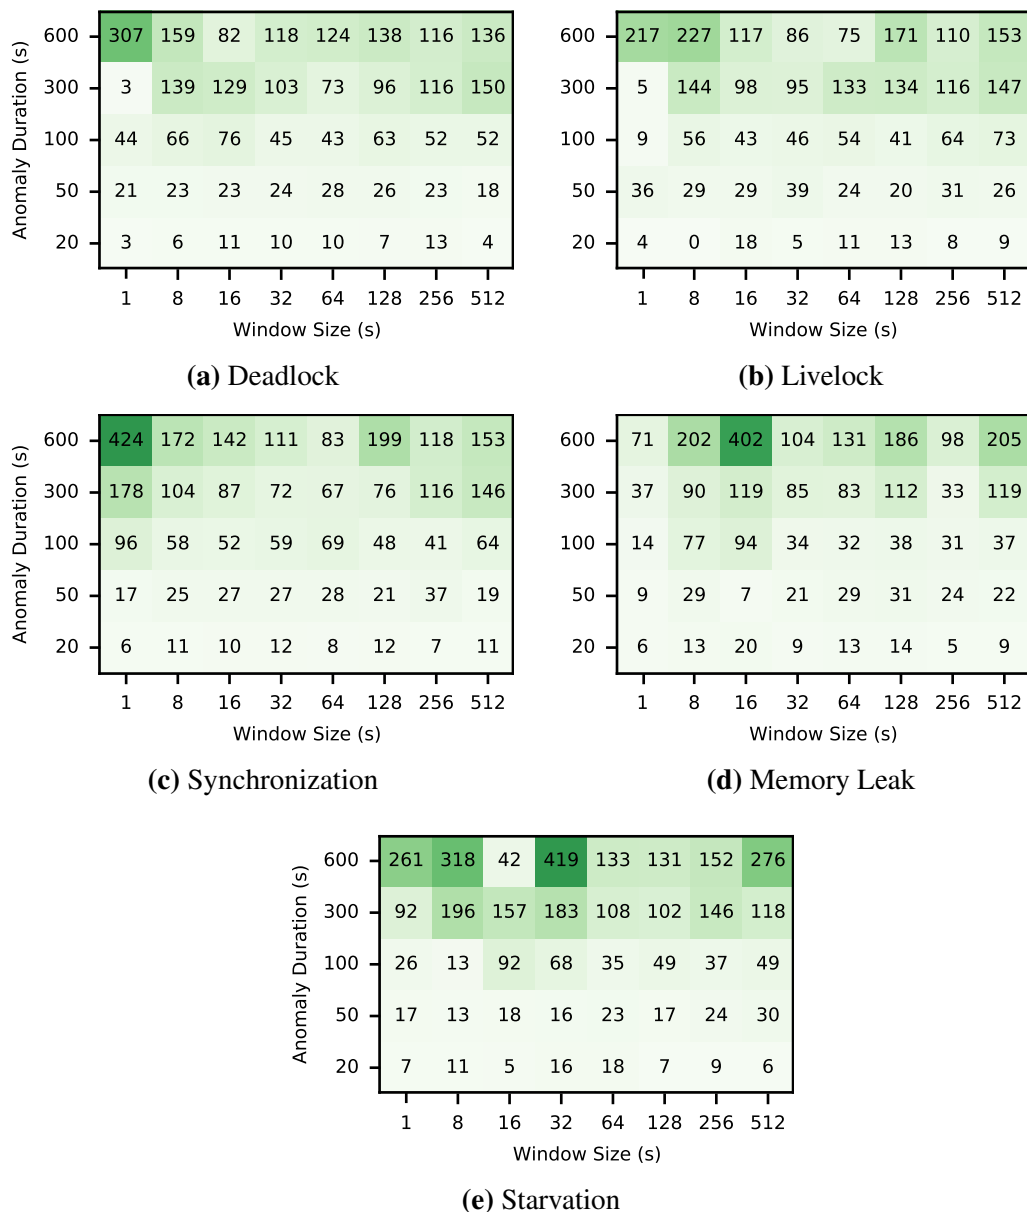 600 307 159 82 118 124 138 116 136
300 3 139 129 103 73 96 116 150
100 44 66 76 45 43 63 52 52
50 21 23 23 24 28 26 23 18
20 3 6 11 10 10 7 13 4
Anomaly Duration (s)
1 8 16 32 64 128 256 512
Window Size (s)
(a) Deadlock
600 217 227 117 86 75 171 110 153
300 5 144 98 95 133 134 116 147
100 9 56 43 46 54 41 64 73
50 36 29 29 39 24 20 31 26
20 4 0 18 5 11 13 8 9
1 8 16 32 64 128 256 512
Window Size (s)
(b) Livelock
600 424 172 142 111 83 199 118 153
300 178 104 87 72 67 76 116 146
100 96 58 52 59 69 48 41 64
50 17 25 27 27 28 21 37 19
20 6 11 10 12 8 12 7 11
Anomaly Duration (s)
1 8 16 32 64 128 256 512
Window Size (s)
(c) Synchronization
600 71 202 402 104 131 186 98 205
300 37 90 119 85 83 112 33 119
100 14 77 94 34 32 38 31 37
50 9 29 7 21 29 31 24 22
20 6 13 20 9 13 14 5 9
1 8 16 32 64 128 256 512
Window Size (s)
(d) Memory Leak
600 261 318 42 419 133 131 152 276
300 92 196 157 183 108 102 146 118
100 26 13 92 68 35 49 37 49
50 17 13 18 16 23 17 24 30
20 7 11 5 16 18 7 9 6
Anomaly Duration (s)
1 8 16 32 64 128 256 512
Window Size (s)
(e) Starvation